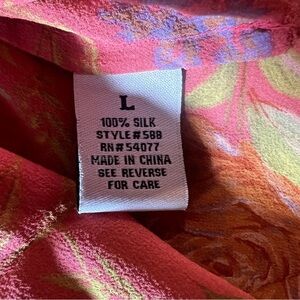 L
100% SILK
STYLE#588
RN#54077
MADE IN CHINA
SEE REVERSE
FOR CARE